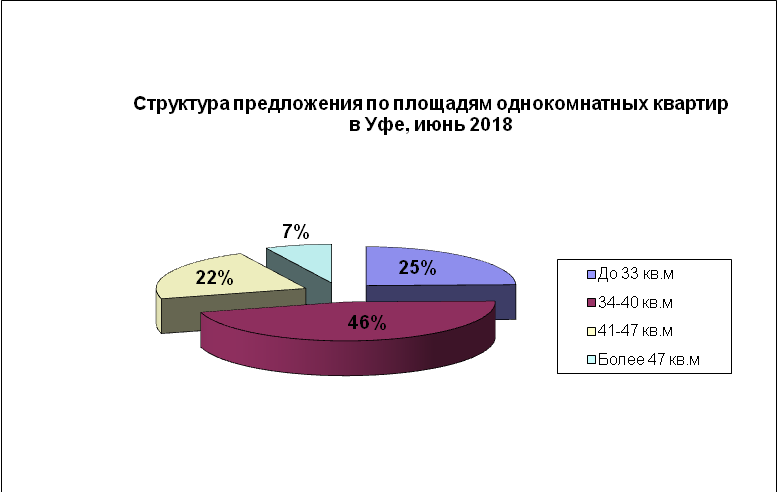 Структура предложения по площадям однокомнатных квартир
в Уфе, июнь 2018
7%
25%
22%
46%
До 33 кв.м
34-40 кв.м
41-47 кв.м
Более 47 кв.м